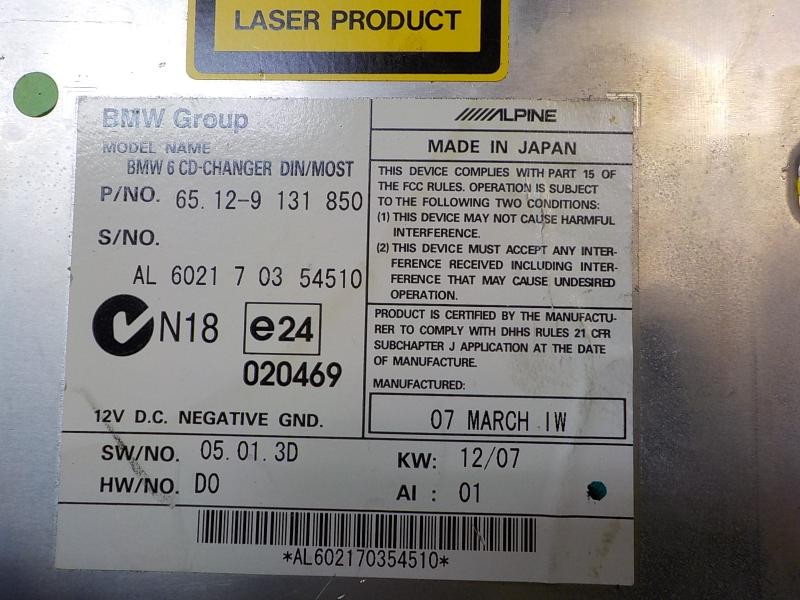 LASER PRODUCT
BMW Group
MODEL NAME
BMW 6 CD-CHANGER DIN/MOST
P/NO. 65.12-9 131 850
S/NO.
AL 6021 7 03 54510
N18 e24
020469
12V D.C. NEGATIVE GND.
ALPINE
MADE IN JAPAN
THIS DEVICE COMPLIES WITH PART 15 OF
THE FCC RULES. OPERATION IS SUBJECT
TO THE FOLLOWING TWO CONDITIONS:
(1) THIS DEVICE MAY NOT CAUSE HARMFUL
INTERFERENCE.
(2) THIS DEVICE MUST ACCEPT ANY INTER-
FERENCE RECEIVED INCLUDING INTER-
FERENCE THAT MAY CAUSE UNDESIRED
OPERATION.
PRODUCT IS CERTIFIED BY THE MANUFACTU-
RER TO COMPLY WITH DHHS RULES 21 CFR
SUBCHAPTER J APPLICATION AT THE DATE
OF MANUFACTURE.
MANUFACTURED:
07 MARCH IW
SW/NO. 05.01.3D KW: 12/07
HW/NO. D0 AI : 01
*AL602170354510*